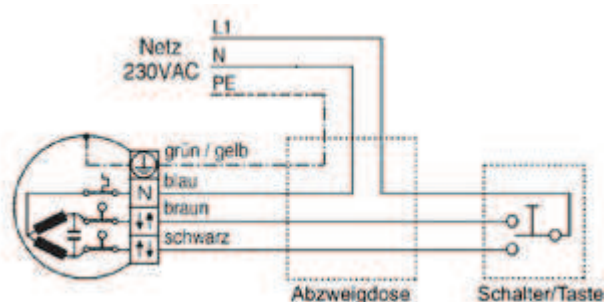 L1
Netz
230VAC
N
PE
grün / gelb
blau
N
braun
schwarz
Abzweigdose
Schalter/Taste